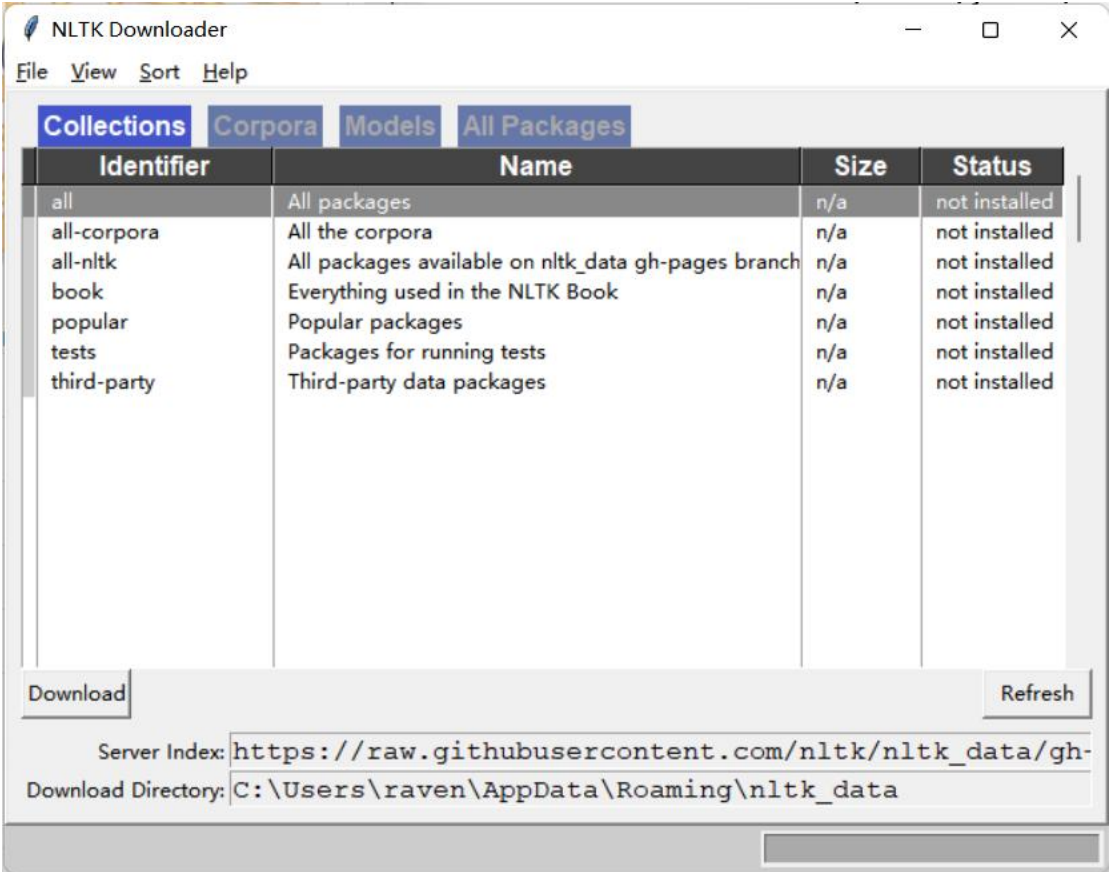 NLTK Downloader
File View Sort Help
Collections Corpora Models All Packages
Identifier Name Size Status
all All packages n/a not installed
all-corpora All the corpora n/a not installed
all-nltk All packages available on nltk_data gh-pages branch n/a not installed
book Everything used in the NLTK Book n/a not installed
popular Popular packages n/a not installed
tests Packages for running tests n/a not installed
third-party Third-party data packages n/a not installed
Download Refresh
Server Index: https://raw.githubusercontent.com/nltk/nltk_data/gh-
Download Directory: C:\Users\raven\AppData\Roaming\nltk_data